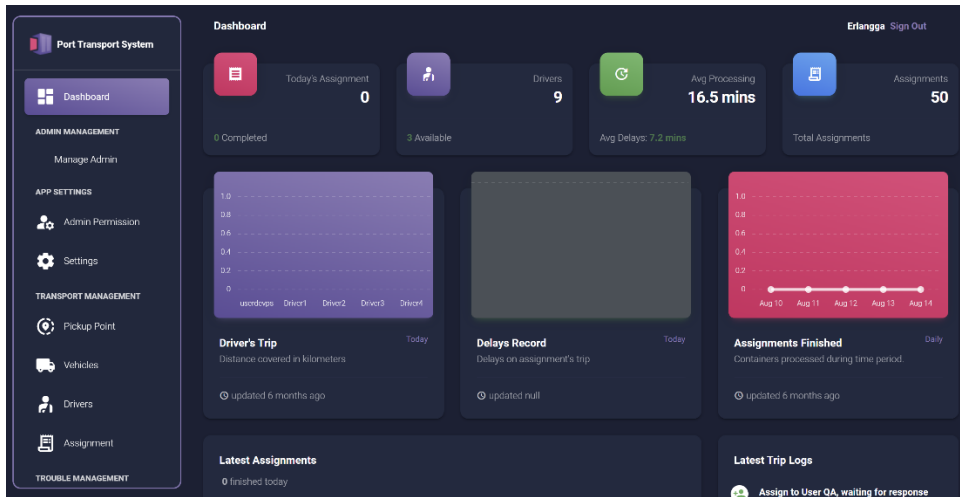 Port Transport System
Dashboard
ADMIN MANAGEMENT
Manage Admin
APP SETTINGS
Admin Permission
Settings
TRANSPORT MANAGEMENT
Pickup Point
Vehicles
Drivers
Assignment
TROUBLE MANAGEMENT
Dashboard
Erlangga Sign Out
Today's Assignment
0
0 Completed
Drivers
9
3 Available
Avg Processing
16.5 mins
Avg Delays: 7.2 mins
Assignments
50
Total Assignments
1.0
0.8
0.6
0.4
0.2
0
userdevps Driver1 Driver2 Driver3 Driver4
Driver's Trip
Today
Distance covered in kilometers
updated 6 months ago
Delays Record
Today
Delays on assignment's trip
updated null
1.0
0.8
0.6
0.4
0.2
0
Aug 10 Aug 11 Aug 12 Aug 13 Aug 14
Assignments Finished
Daily
Containers processed during time period.
updated 6 months ago
Latest Assignments
0 finished today
Latest Trip Logs
Assign to User QA, waiting for response